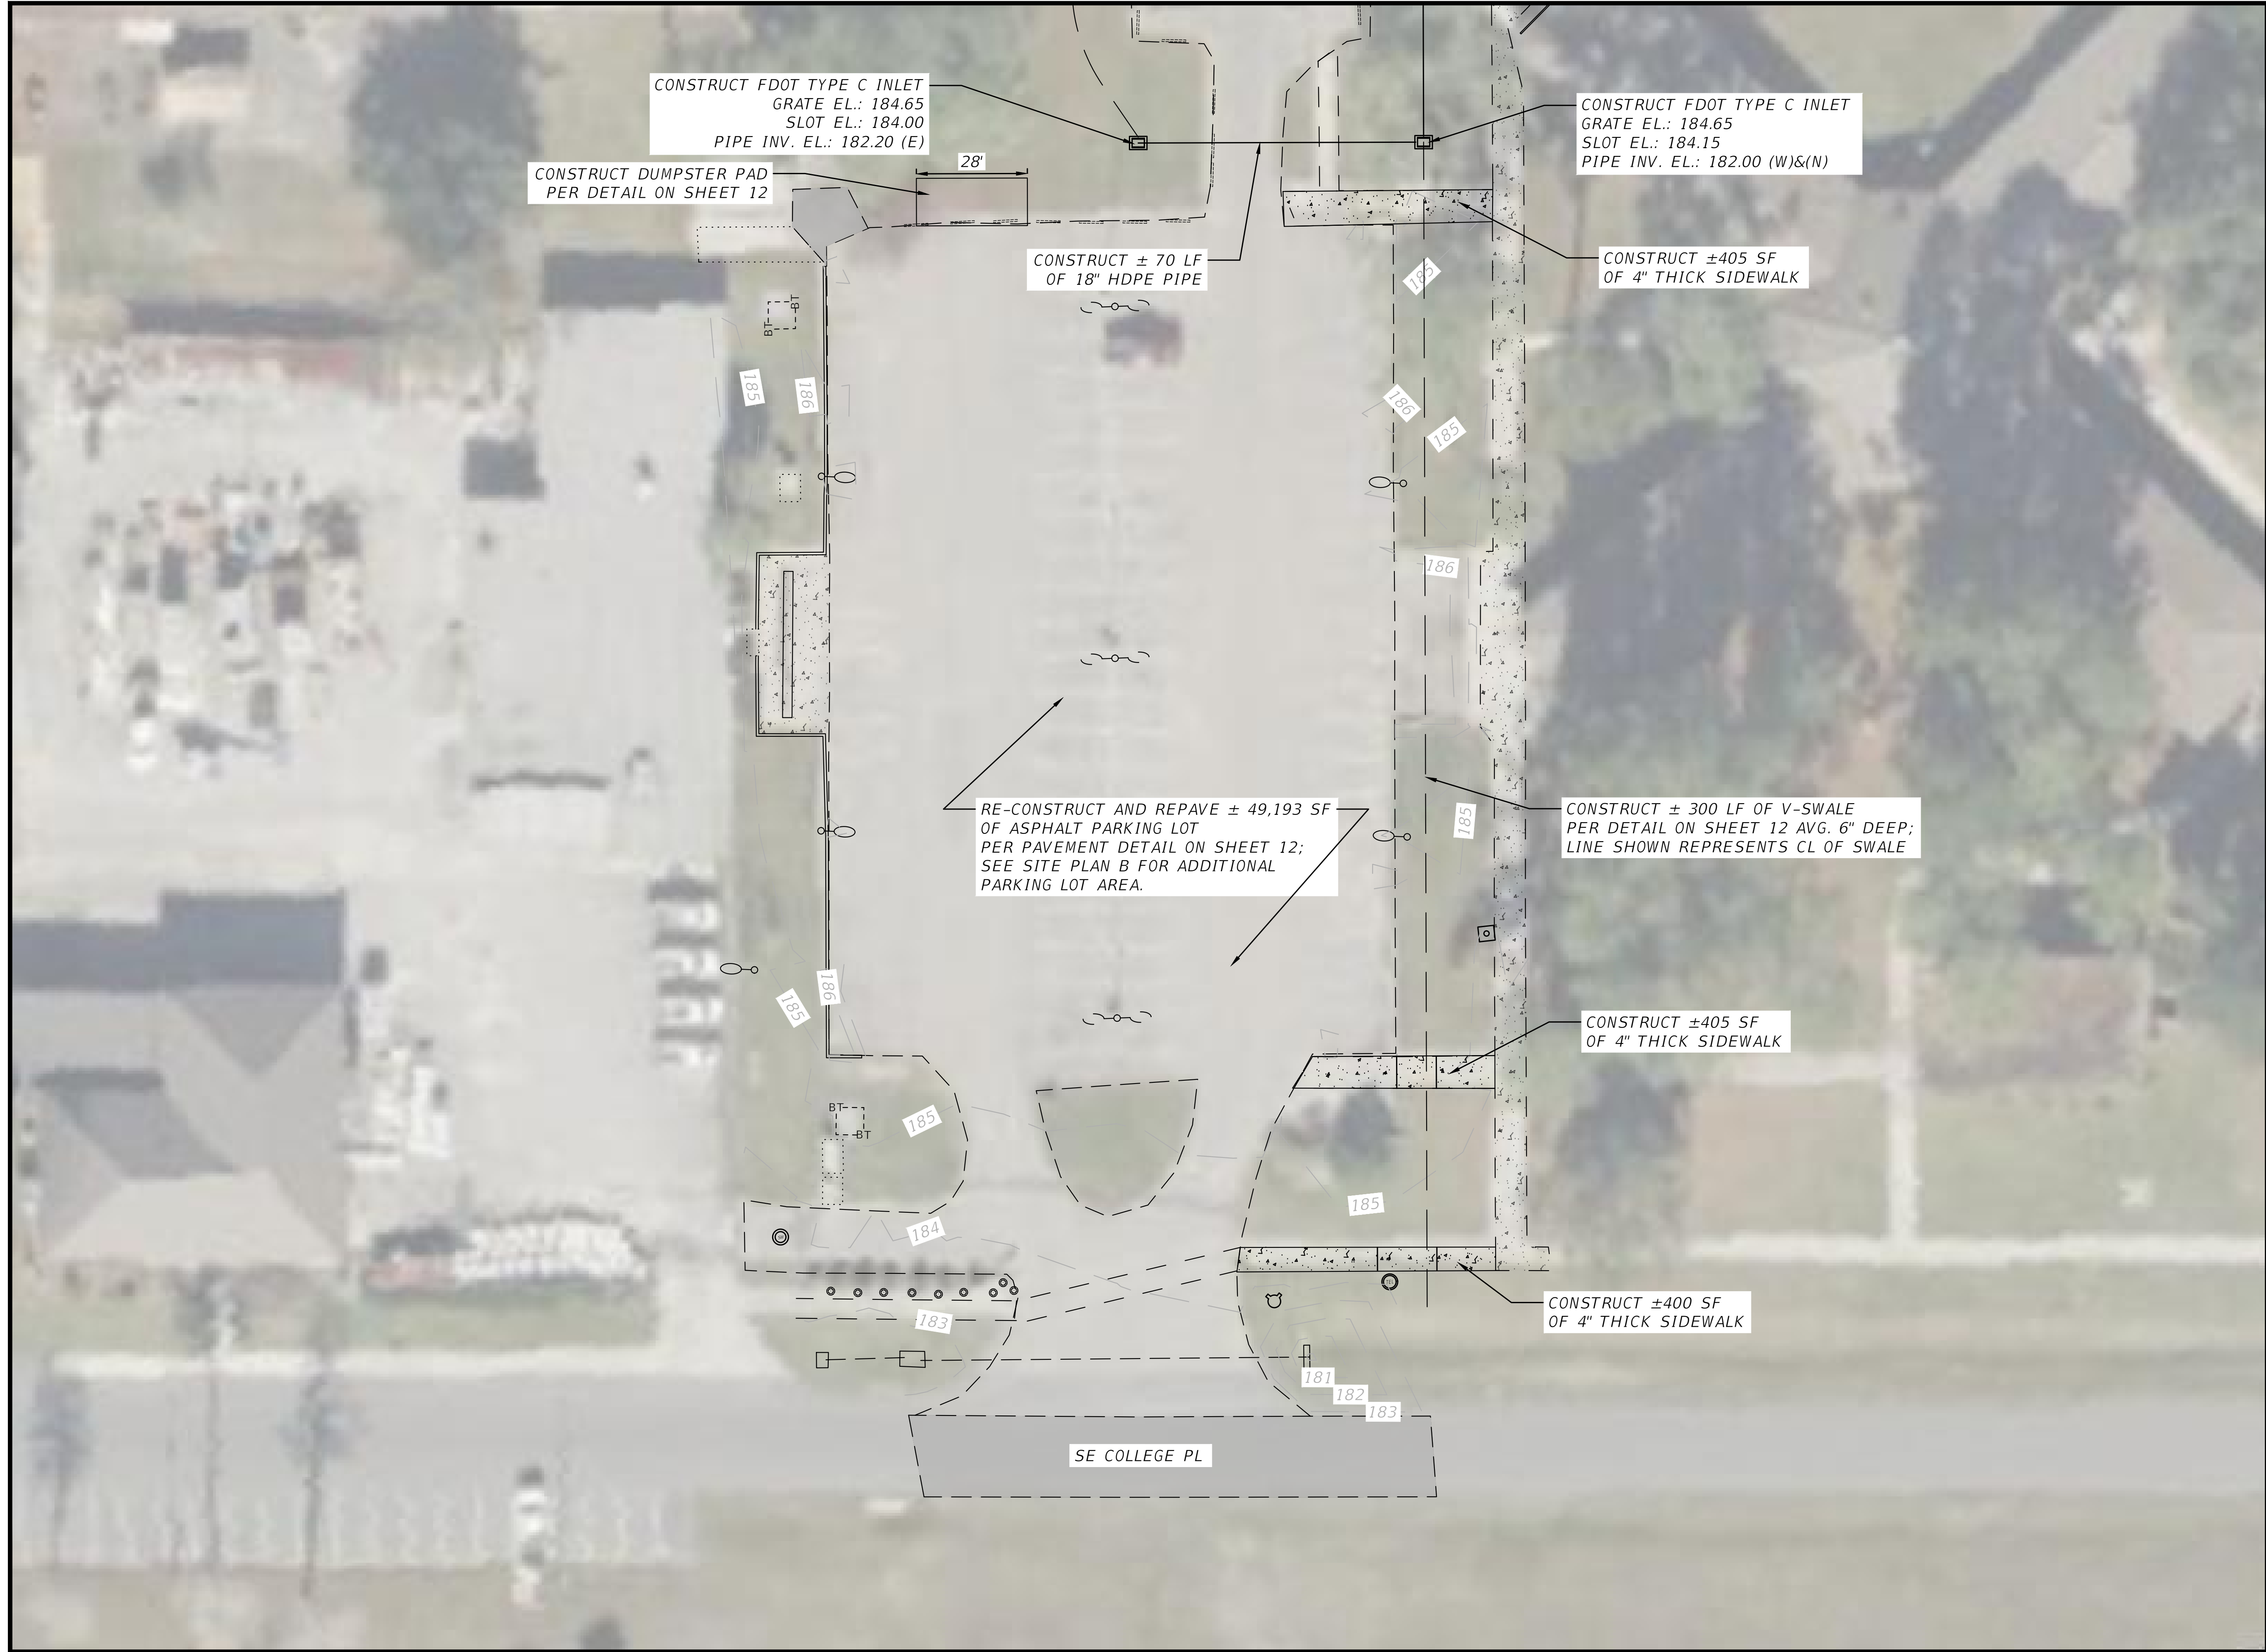 CONSTRUCT FDOT TYPE C INLET
GRATE EL.: 184.65
SLOT EL.: 184.00
PIPE INV. EL.: 182.20 (E)
CONSTRUCT FDOT TYPE C INLET
GRATE EL.: 184.65
SLOT EL.: 184.15
PIPE INV. EL.: 182.00 (W)&(N)
CONSTRUCT DUMPSTER PAD
PER DETAIL ON SHEET 12
28'
CONSTRUCT ± 70 LF
OF 18" HDPE PIPE
CONSTRUCT ±405 SF
OF 4" THICK SIDEWALK
185
BT
BT
185
186
186
185
186
RE-CONSTRUCT AND REPAVE ± 49,193 SF
OF ASPHALT PARKING LOT
PER PAVEMENT DETAIL ON SHEET 12;
SEE SITE PLAN B FOR ADDITIONAL
PARKING LOT AREA.
185
CONSTRUCT ± 300 LF OF V-SWALE
PER DETAIL ON SHEET 12 AVG. 6" DEEP;
LINE SHOWN REPRESENTS CL OF SWALE
186
185
CONSTRUCT ±405 SF
OF 4" THICK SIDEWALK
BT
BT
185
185
184
183
CONSTRUCT ±400 SF
OF 4" THICK SIDEWALK
181
182
183
SE COLLEGE PL